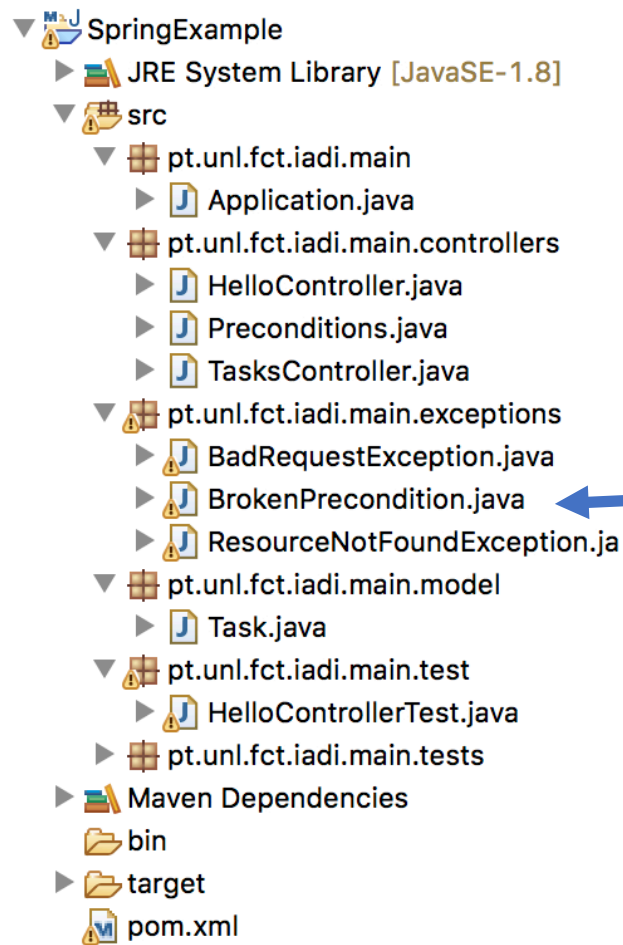 SpringExample
JRE System Library [JavaSE-1.8]
src
pt.unl.fct.iadi.main
Application.java
pt.unl.fct.iadi.main.controllers
HelloController.java
Preconditions.java
TasksController.java
pt.unl.fct.iadi.main.exceptions
BadRequestException.java
BrokenPrecondition.java
ResourceNotFoundException.ja
pt.unl.fct.iadi.main.model
Task.java
pt.unl.fct.iadi.main.test
HelloControllerTest.java
pt.unl.fct.iadi.main.tests
Maven Dependencies
bin
target
pom.xml